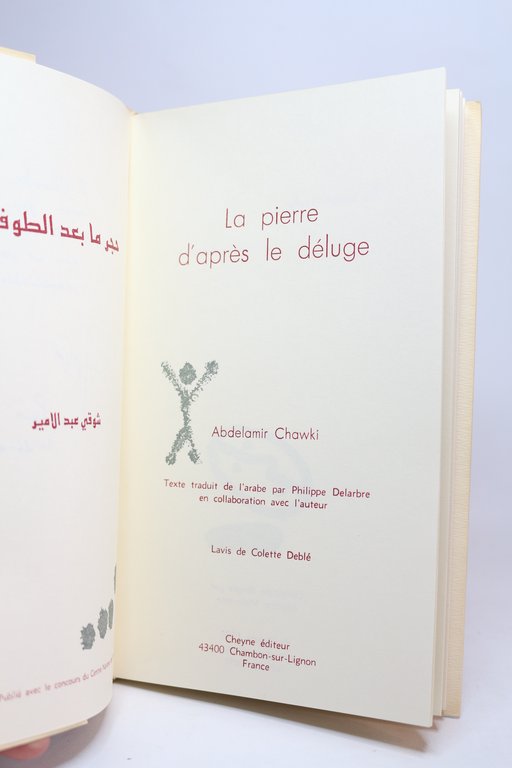 حجر ما بعد
شوقي عبد الامير
Publié avec le concours du Centre
La pierre
d'après le déluge
Abdelamir Chawki
Texte traduit de l'arabe par Philippe Delarbre
en collaboration avec l'auteur
Lavis de Colette Deblé
Cheyne éditeur
43400 Chambon-sur-Lignon
France